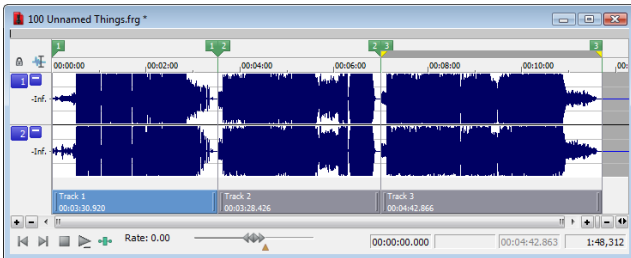 100 Unnamed Things.frg *
1 1 2 2 3 3
00:00:00 00:02:00 00:04:00 00:06:00 00:08:00 00:10:00 00:
1
-Inf.
2
-Inf.
Track 1 Track 2 Track 3
00:03:30.920 00:03:28.426 00:04:42.866
Rate: 0.00 00:00:00.000 00:04:42.863 1:48,312